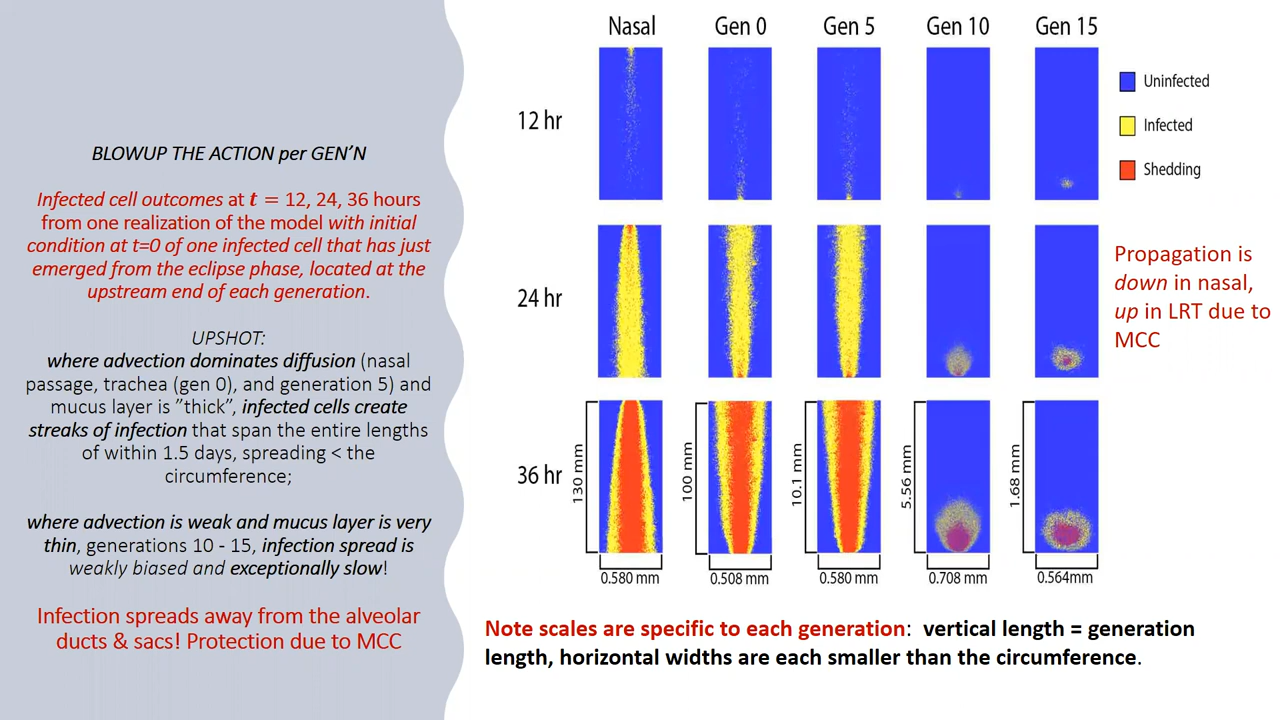 BLOWUP THE ACTION per GEN’N
Infected cell outcomes at t = 12, 24, 36 hours
from one realization of the model with initial
condition at t=0 of one infected cell that has just
emerged from the eclipse phase, located at the
upstream end of each generation.
UPSHOT:
where advection dominates diffusion (nasal
passage, trachea (gen 0), and generation 5) and
mucus layer is ”thick”, infected cells create
streaks of infection that span the entire lengths
of within 1.5 days, spreading < the
circumference;
where advection is weak and mucus layer is very
thin, generations 10 - 15, infection spread is
weakly biased and exceptionally slow!
Infection spreads away from the alveolar
ducts & sacs! Protection due to MCC
Nasal Gen 0 Gen 5 Gen 10 Gen 15
12 hr
24 hr
36 hr
130 mm
100 mm
10.1 mm
5.56 mm
1.68 mm
0.580 mm 0.508 mm 0.580 mm 0.708 mm 0.564mm
Uninfected
Infected
Shedding
Propagation is
down in nasal,
up in LRT due to
MCC
Note scales are specific to each generation: vertical length = generation
length, horizontal widths are each smaller than the circumference.